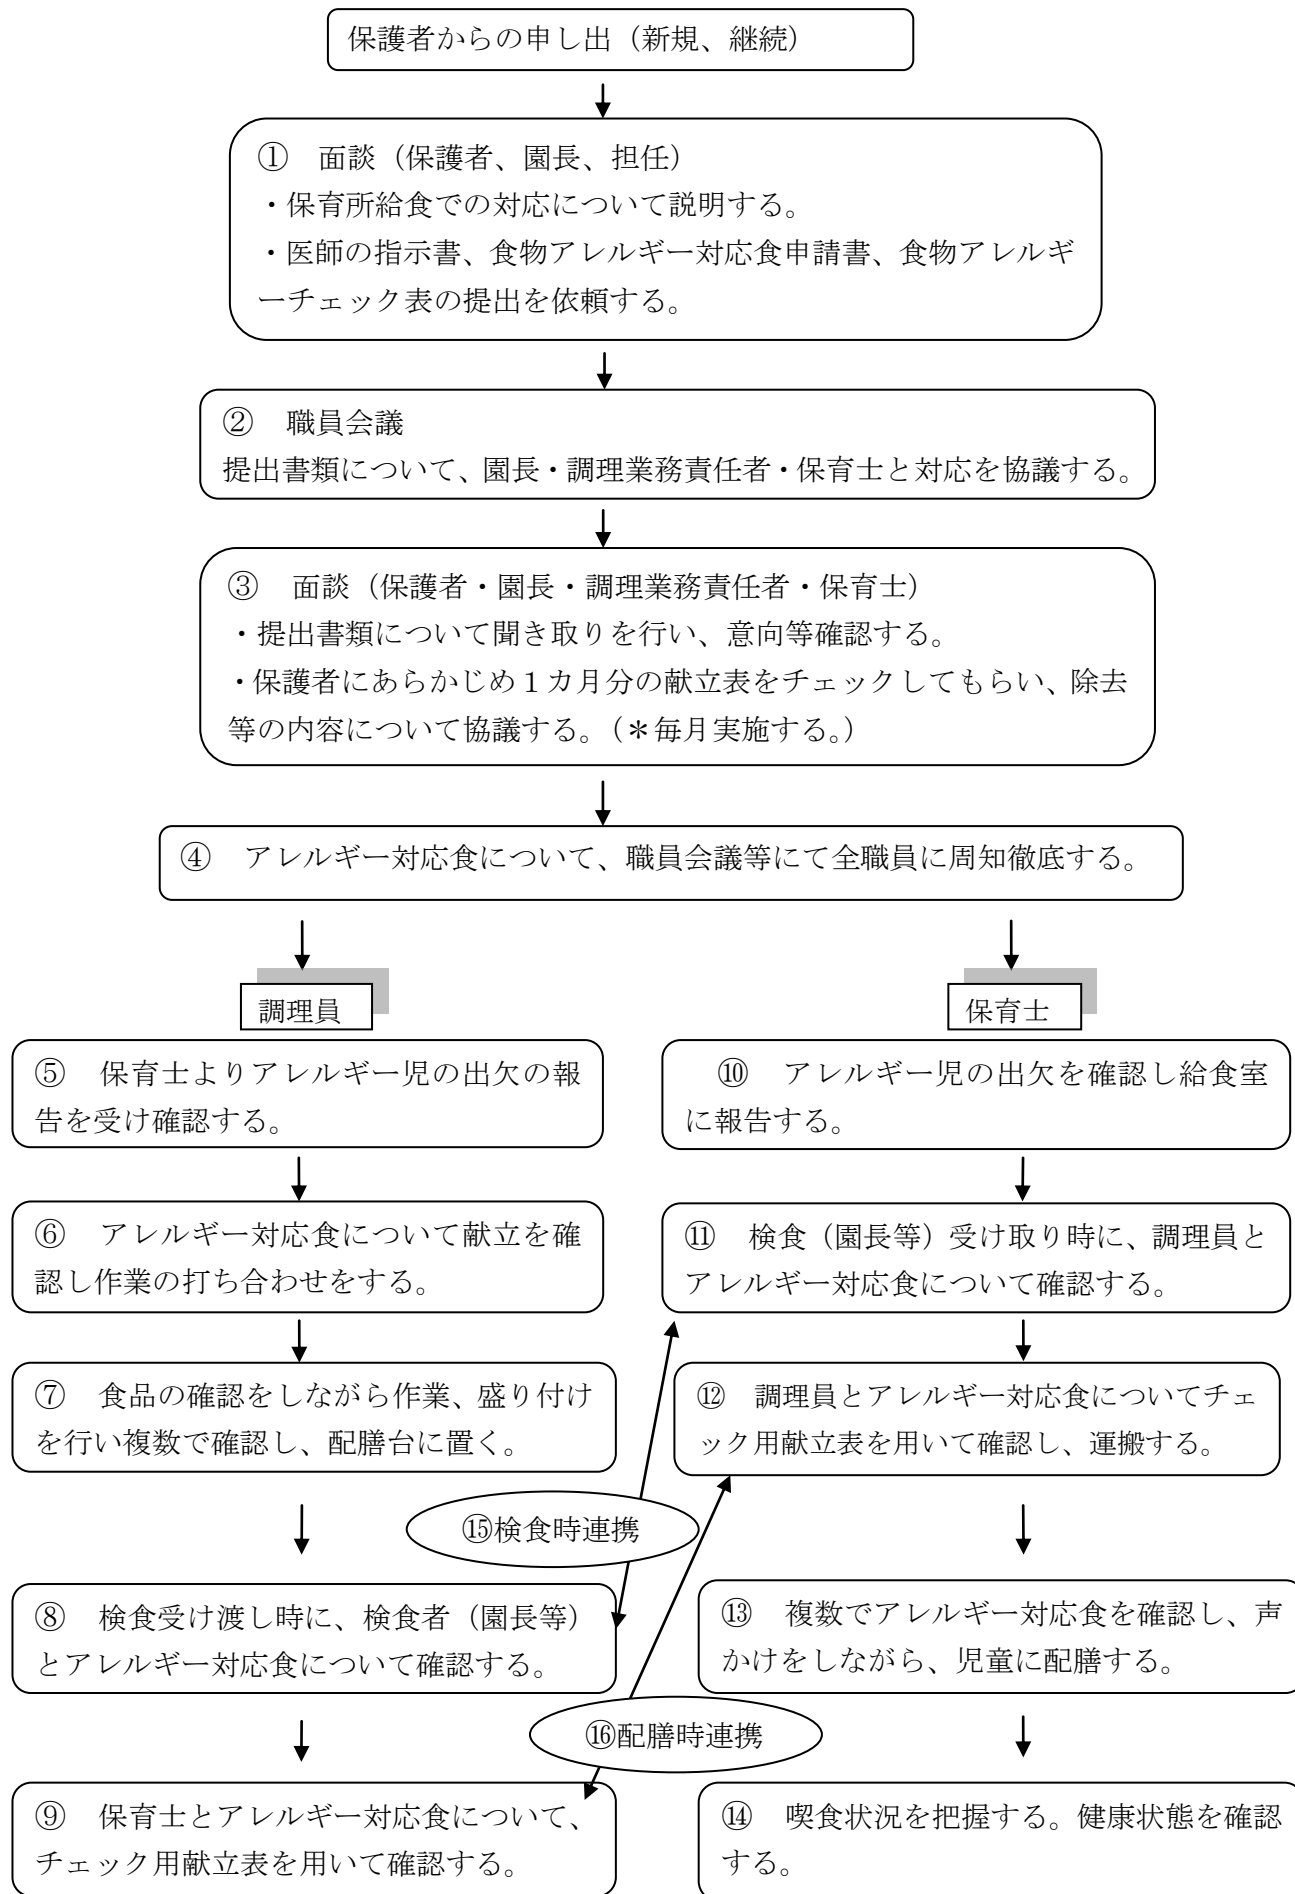 保護者からの申し出（新規、継続）
①　面談（保護者、園長、担任）
・保育所給食での対応について説明する。
・医師の指示書、食物アレルギー対応食申請書、食物アレルギ
ーチェック表の提出を依頼する。
②　職員会議
提出書類について、園長・調理業務責任者・保育士と対応を協議する。
③　面談（保護者・園長・調理業務責任者・保育士）
・提出書類について聞き取りを行い、意向等確認する。
・保護者にあらかじめ１カ月分の献立表をチェックしてもらい、除去
等の内容について協議する。（＊毎月実施する。）
④　アレルギー対応食について、職員会議等にて全職員に周知徹底する。
調理員
⑤　保育士よりアレルギー児の出欠の報
告を受け確認する。
⑥　アレルギー対応食について献立を確
認し作業の打ち合わせをする。
⑦　食品の確認をしながら作業、盛り付け
を行い複数で確認し、配膳台に置く。
⑧　検食受け渡し時に、検食者（園長等）
とアレルギー対応食について確認する。
⑨　保育士とアレルギー対応食について、
チェック用献立表を用いて確認する。
保育士
⑩　アレルギー児の出欠を確認し給食室
に報告する。
⑪　検食（園長等）受け取り時に、調理員と
アレルギー対応食について確認する。
⑫　調理員とアレルギー対応食についてチェ
ック用献立表を用いて確認し、運搬する。
⑬　複数でアレルギー対応食を確認し、声
かけをしながら、児童に配膳する。
⑭　喫食状況を把握する。健康状態を確認
する。
⑮検食時連携
⑯配膳時連携